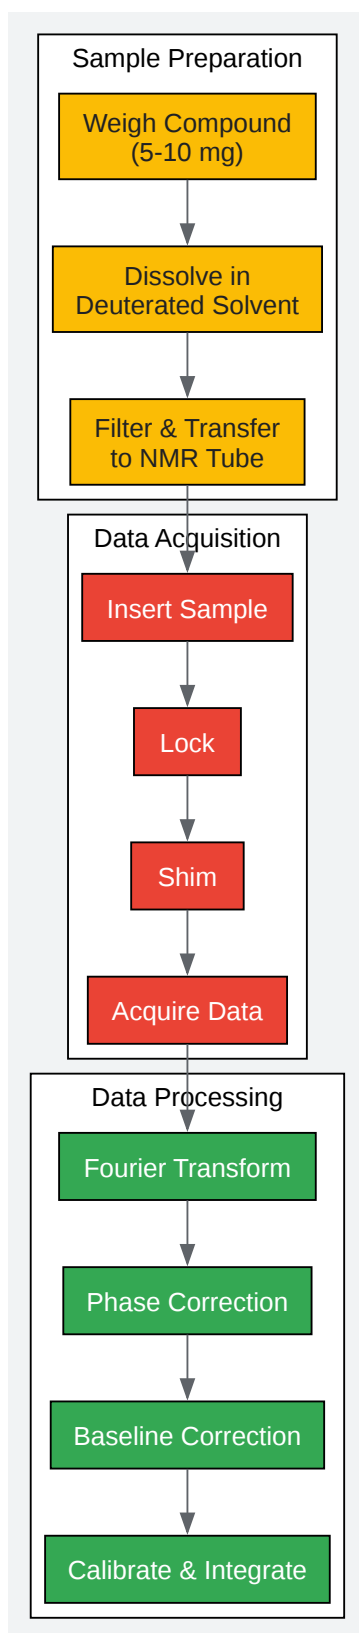 Sample Preparation
Weigh Compound
(5-10 mg)
Dissolve in
Deuterated Solvent
Filter & Transfer
to NMR Tube
Data Acquisition
Insert Sample
Lock
Shim
Acquire Data
Data Processing
Fourier Transform
Phase Correction
Baseline Correction
Calibrate & Integrate